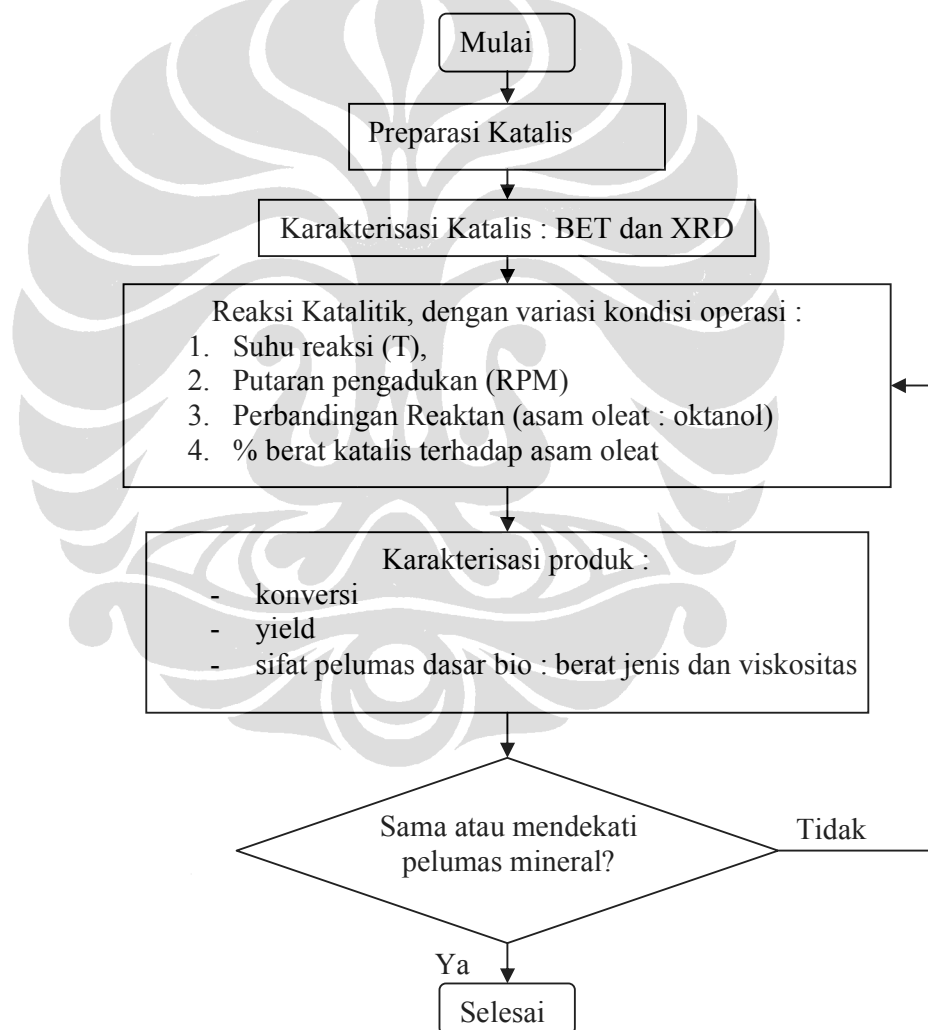 Mulai
Preparasi Katalis
Karakterisasi Katalis : BET dan XRD
Reaksi Katalitik, dengan variasi kondisi operasi :
1. Suhu reaksi (T),
2. Putaran pengadukan (RPM)
3. Perbandingan Reaktan (asam oleat : oktanol)
4. % berat katalis terhadap asam oleat
Karakterisasi produk :
- konversi
- yield
- sifat pelumas dasar bio : berat jenis dan viskositas
Sama atau mendekati
pelumas mineral?
Tidak
Ya
Selesai